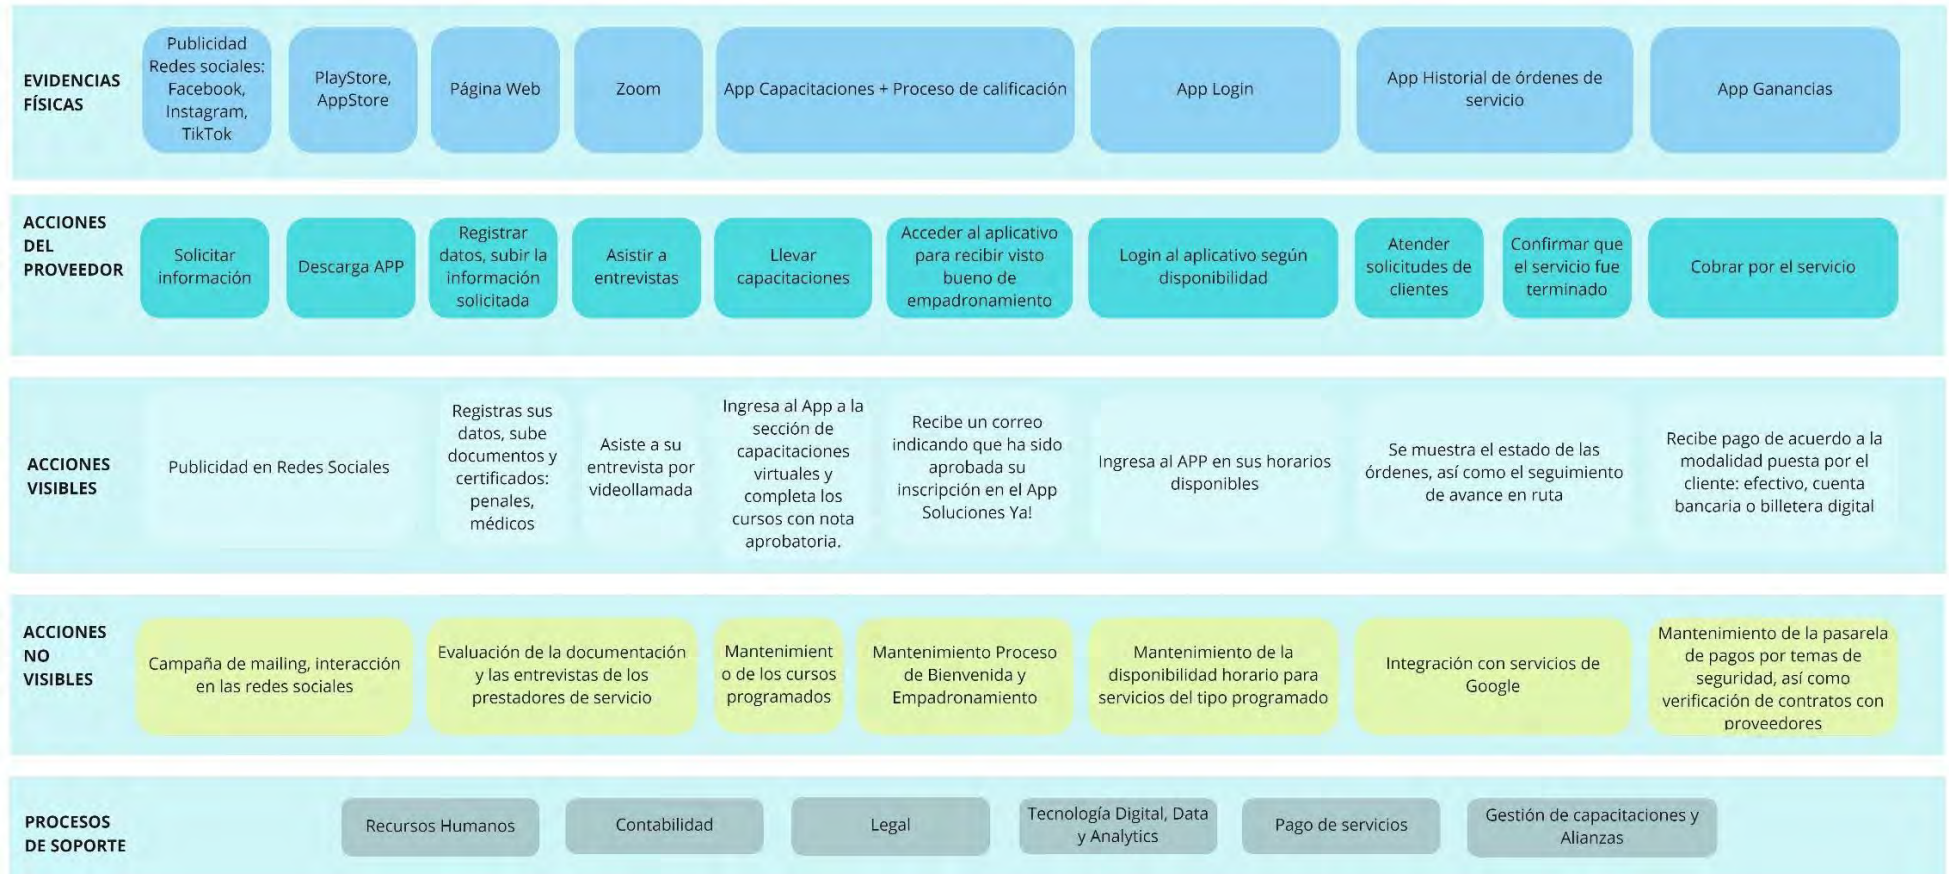 EVIDENCIAS
FÍSICAS
Publicidad
Redes sociales:
Facebook,
Instagram,
TikTok
PlayStore,
AppStore
Página Web
Zoom
App Capacitaciones + Proceso de calificación
App Login
App Historial de órdenes de
servicio
App Ganancias
ACCIONES
DEL
PROVEEDOR
Solicitar
información
Descarga APP
Registrar
datos, subir la
información
solicitada
Asistir a
entrevistas
Llevar
capacitaciones
Acceder al aplicativo
para recibir visto
bueno de
empadronamiento
Login al aplicativo según
disponibilidad
Atender
solicitudes de
clientes
Confirmar que
el servicio fue
terminado
Cobrar por el servicio
ACCIONES
VISIBLES
Publicidad en Redes Sociales
Registras sus
datos, sube
documentos y
certificados:
penales,
médicos
Asiste a su
entrevista por
videollamada
Ingresa al App a la
sección de
capacitaciones
virtuales y
completa los
cursos con nota
aprobatoria.
Recibe un correo
indicando que ha sido
aprobada su
inscripción en el App
Soluciones Ya!
Ingresa al APP en sus horarios
disponibles
Se muestra el estado de las
órdenes, así como el seguimiento
de avance en ruta
Recibe pago de acuerdo a la
modalidad puesta por el
cliente: efectivo, cuenta
bancaria o billetera digital
ACCIONES
NO
VISIBLES
Campaña de mailing, interacción
en las redes sociales
Evaluación de la documentación
y las entrevistas de los
prestadores de servicio
Mantenimient
o de los cursos
programados
Mantenimiento Proceso
de Bienvenida y
Empadronamiento
Mantenimiento de la
disponibilidad horario para
servicios del tipo programado
Integración con servicios de
Google
Mantenimiento de la pasarela
de pagos por temas de
seguridad, así como
verificación de contratos con
proveedores
PROCESOS
DE SOPORTE
Recursos Humanos
Contabilidad
Legal
Tecnología Digital, Data
y Analytics
Pago de servicios
Gestión de capacitaciones y
Alianzas